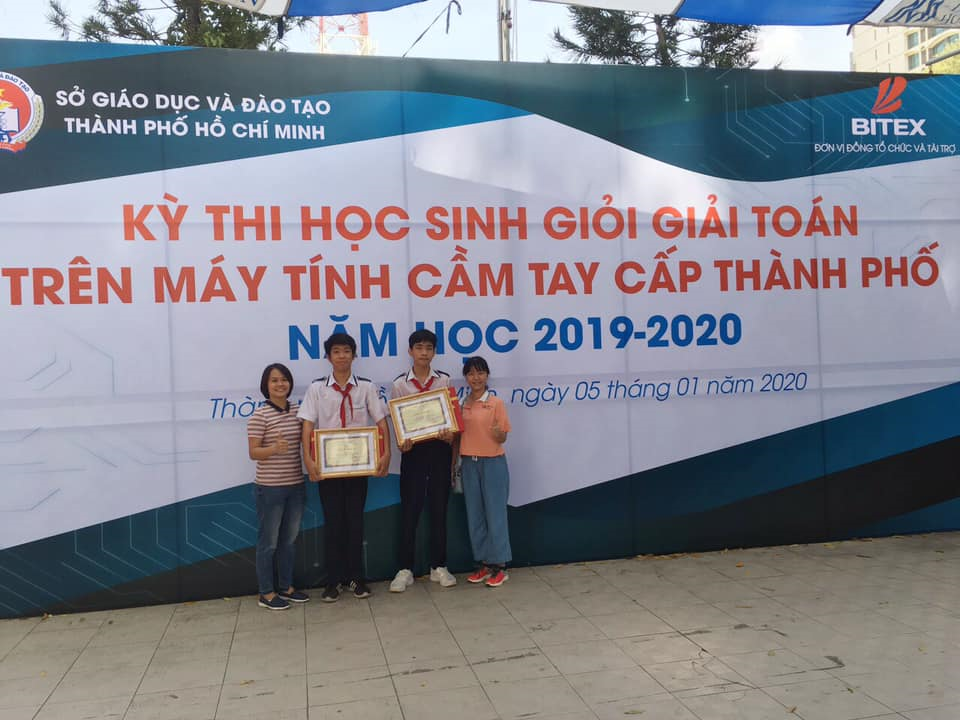 SỞ GIÁO DỤC VÀ ĐÀO TẠO
THÀNH PHỐ HỒ CHÍ MINH
BITEX
ĐƠN VỊ ĐỒNG TỔ CHỨC VÀ TÀI TRỢ
KỲ THI HỌC SINH GIỎI GIẢI TOÁN
TRÊN MÁY TÍNH CẦM TAY CẤP THÀNH PHỐ
NĂM HỌC 2019-2020
ngày 05 tháng 01 năm 2020